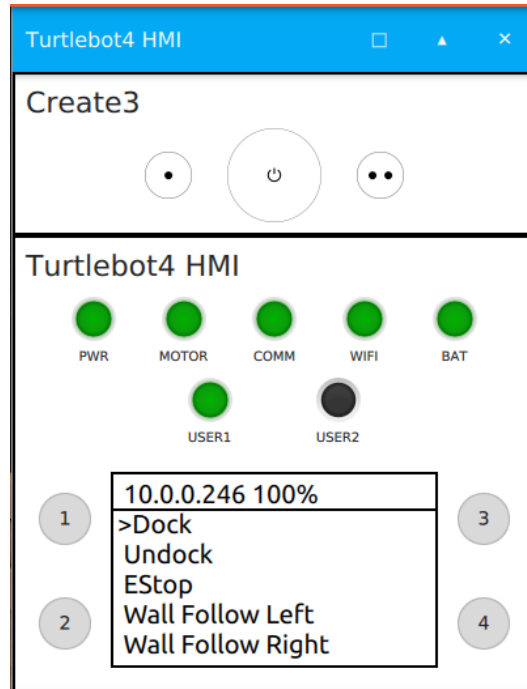 Turtlebot4 HMI
Create3
Turtlebot4 HMI
PWR MOTOR COMM WIFI BAT
USER1 USER2
10.0.0.246 100%
1 >Dock 3
Undock
EStop
2 Wall Follow Left 4
Wall Follow Right